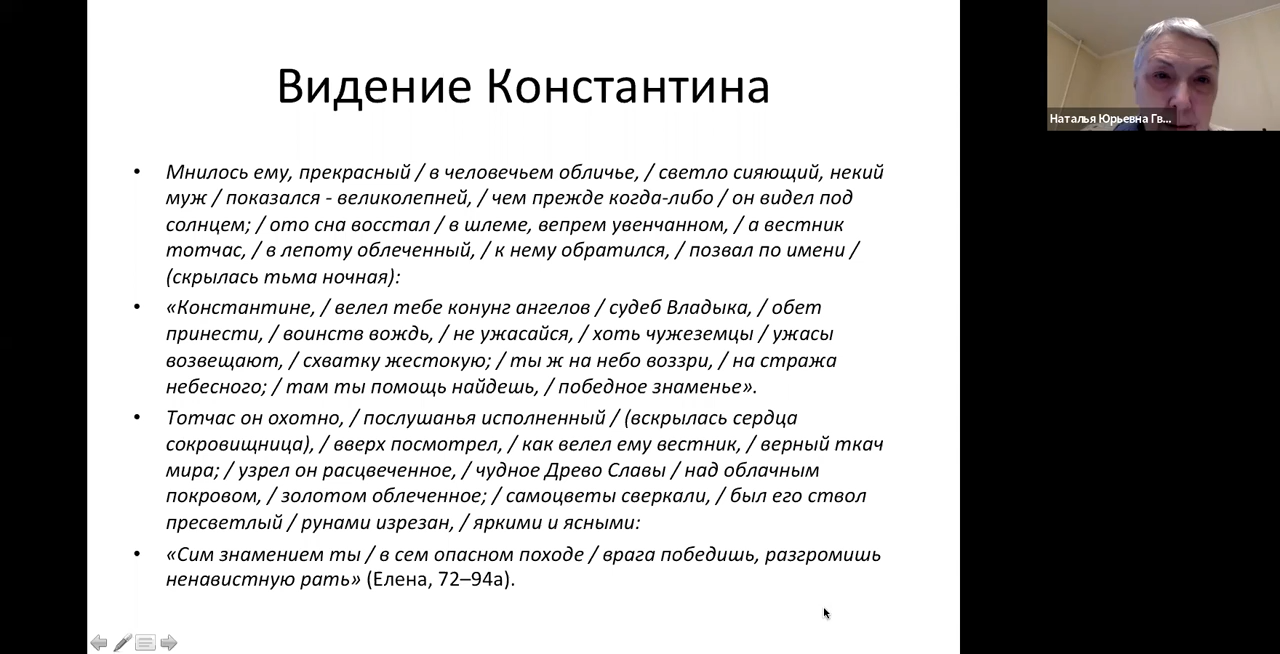 Видение Константина
• Мнилось ему, прекрасный / в человечьем обличье, / светло сияющий, некий
муж / показался - великолепней, / чем прежде когда-либо / он видел под
солнцем; / ото сна восстал / в шлеме, вепрем увенчанном, / а вестник
тотчас, / в лепоту облеченный, / к нему обратился, / позвал по имени /
(скрылась тьма ночная):
• «Константине, / велел тебе конунг ангелов / судеб Владыка, / обет
принести, / воинств вождь, / не ужасайся, / хоть чужеземцы / ужасы
возвещают, / схватку жестокую; / ты ж на небо воззри, / на стража
небесного; / там ты помощь найдешь, / победное знаменье».
• Тотчас он охотно, / послушанья исполненный / (вскрылась сердца
сокровищница), / вверх посмотрел, / как велел ему вестник, / верный ткач
мира; / узрел он расцвеченное, / чудное Древо Славы / над облачным
покровом, / золотом облеченное; / самоцветы сверкали, / был его ствол
пресветлый / рунами изрезан, / яркими и ясными:
• «Сим знамением ты / в сем опасном походе / врага победишь, разгромишь
ненавистную рать» (Елена, 72–94а).
Наталья Юрьевна Гв...